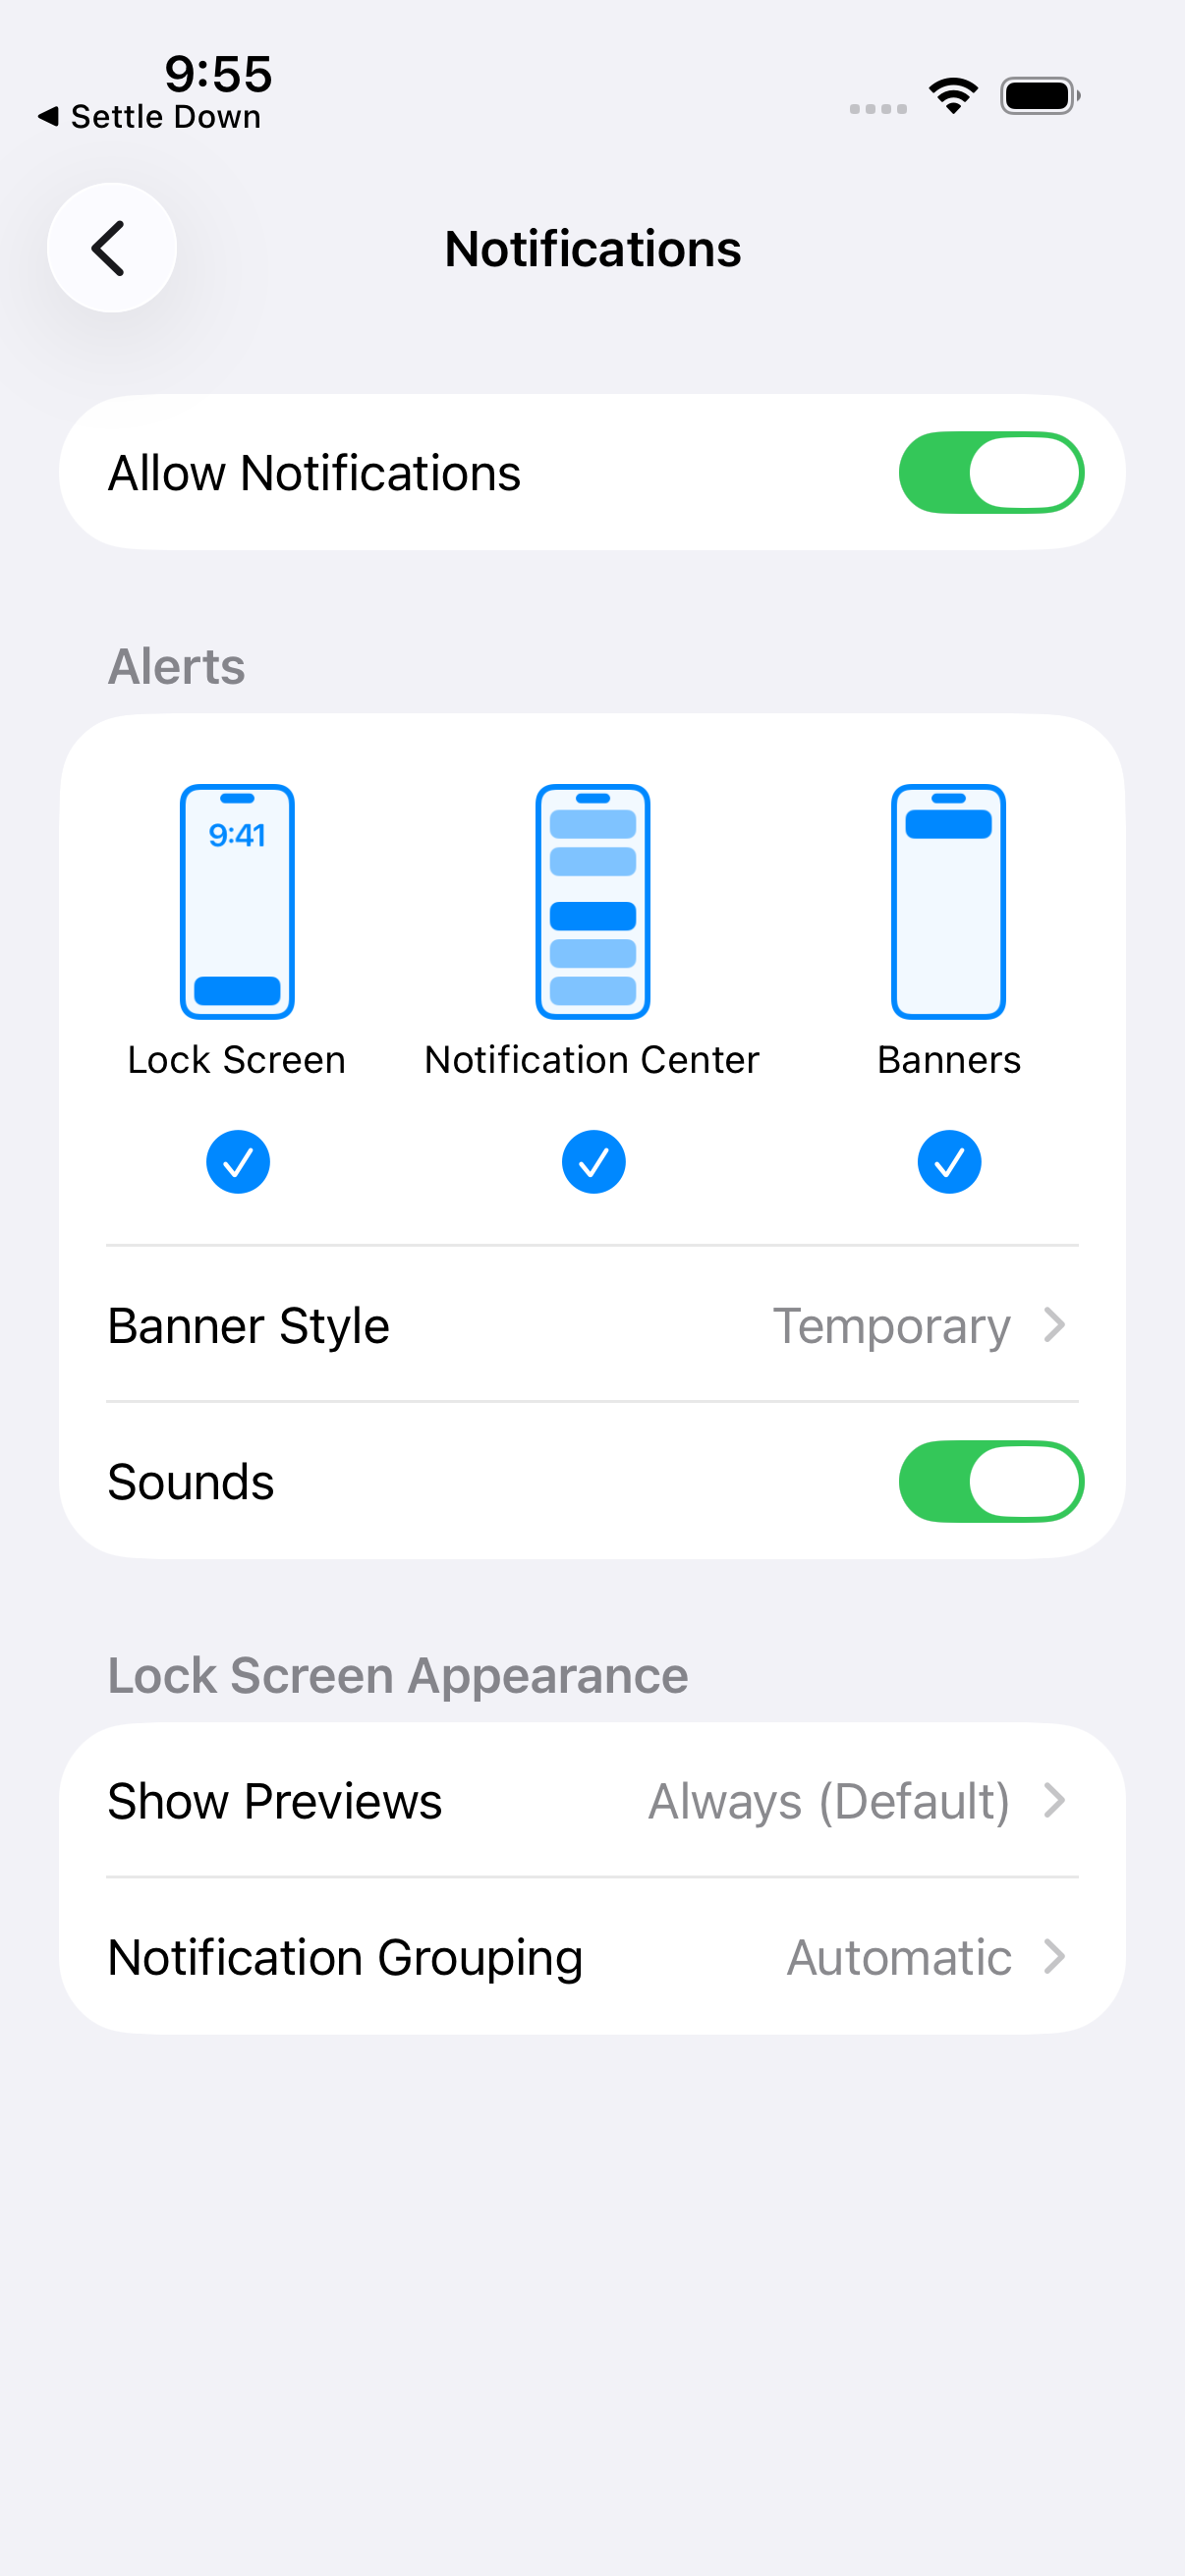 9:55
Settle Down
Notifications
Allow Notifications
Alerts
9:41
Lock Screen
Notification Center
Banners
Banner Style
Temporary
Sounds
Lock Screen Appearance
Show Previews
Always (Default)
Notification Grouping
Automatic